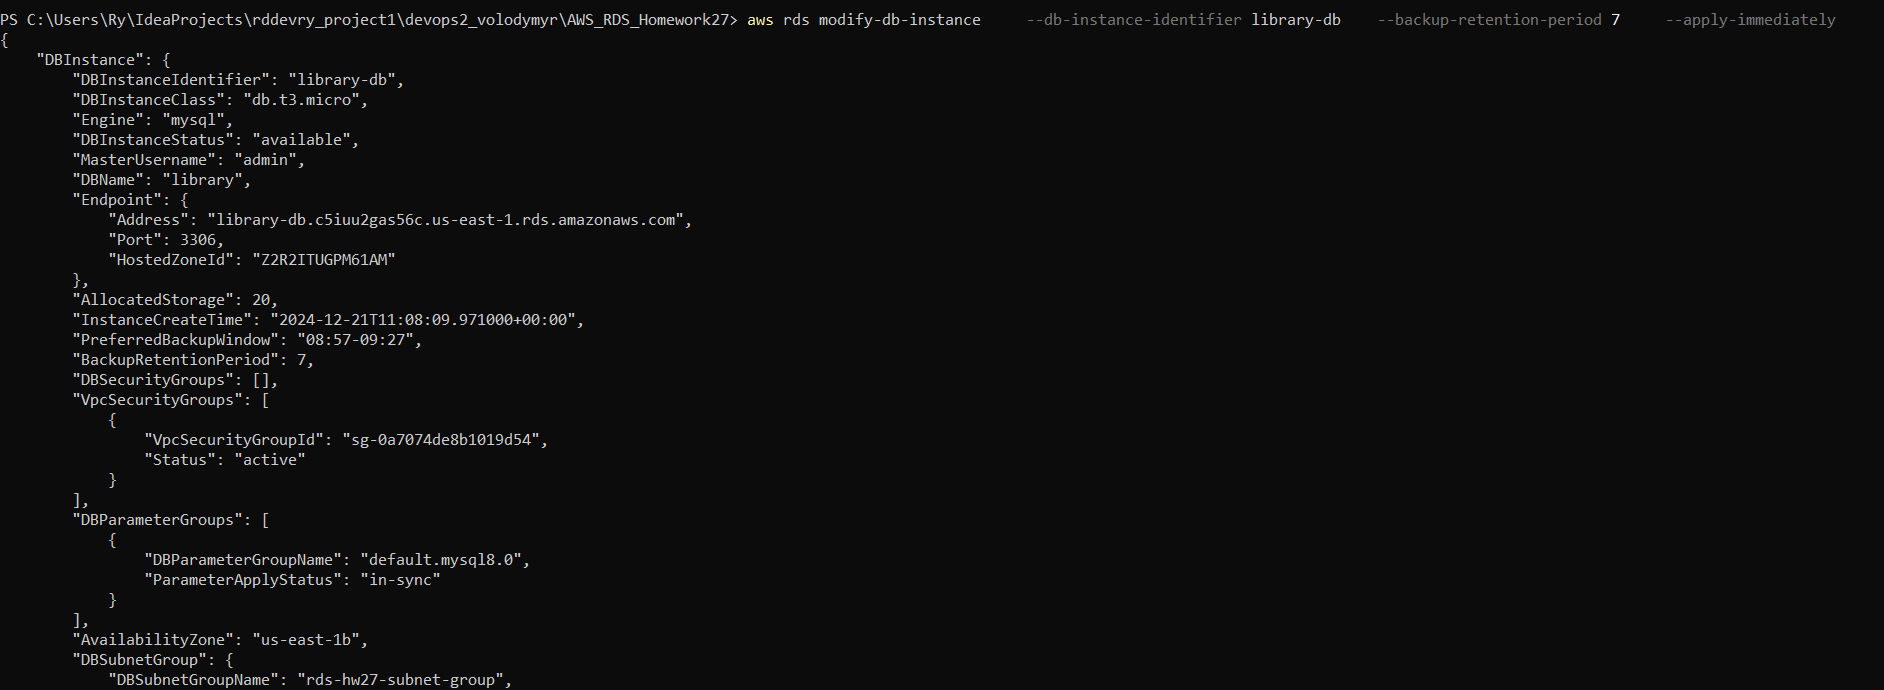 PS C:\Users\Ry\IdeaProjects\rddevry_project1\devops2_volodymyr\AWS_RDS_Homework27> aws rds modify-db-instance     --db-instance-identifier library-db    --backup-retention-period 7     --apply-immediately
{
    "DBInstance": {
        "DBInstanceIdentifier": "library-db",
        "DBInstanceClass": "db.t3.micro",
        "Engine": "mysql",
        "DBInstanceStatus": "available",
        "MasterUsername": "admin",
        "DBName": "library",
        "Endpoint": {
            "Address": "library-db.c5iuu2gas56c.us-east-1.rds.amazonaws.com",
            "Port": 3306,
            "HostedZoneId": "Z2R2ITUGPM61AM"
        },
        "AllocatedStorage": 20,
        "InstanceCreateTime": "2024-12-21T11:08:09.971000+00:00",
        "PreferredBackupWindow": "08:57-09:27",
        "BackupRetentionPeriod": 7,
        "DBSecurityGroups": [],
        "VpcSecurityGroups": [
            {
                "VpcSecurityGroupId": "sg-0a7074de8b1019d54",
                "Status": "active"
            }
        ],
        "DBParameterGroups": [
            {
                "DBParameterGroupName": "default.mysql8.0",
                "ParameterApplyStatus": "in-sync"
            }
        ],
        "AvailabilityZone": "us-east-1b",
        "DBSubnetGroup": {
            "DBSubnetGroupName": "rds-hw27-subnet-group",